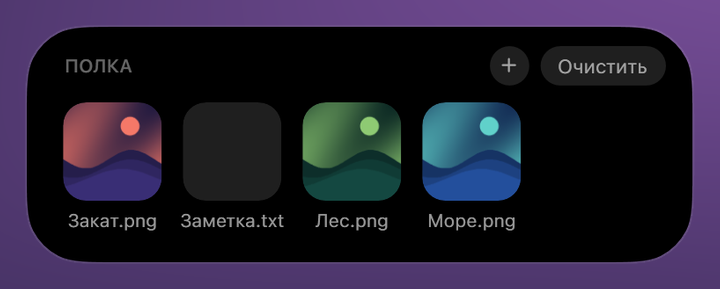 ПОЛКА
+
Очистить
Закат.png
Заметка.txt
Лес.png
Море.png